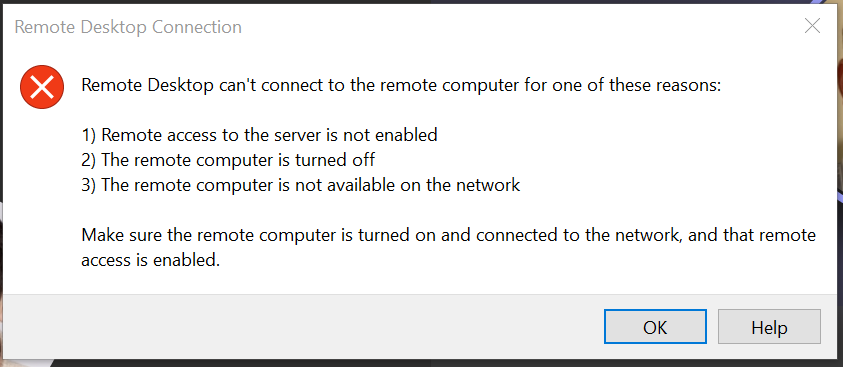 Remote Desktop Connection
Remote Desktop can't connect to the remote computer for one of these reasons:
1) Remote access to the server is not enabled
2) The remote computer is turned off
3) The remote computer is not available on the network
Make sure the remote computer is turned on and connected to the network, and that remote
access is enabled.
OK
Help